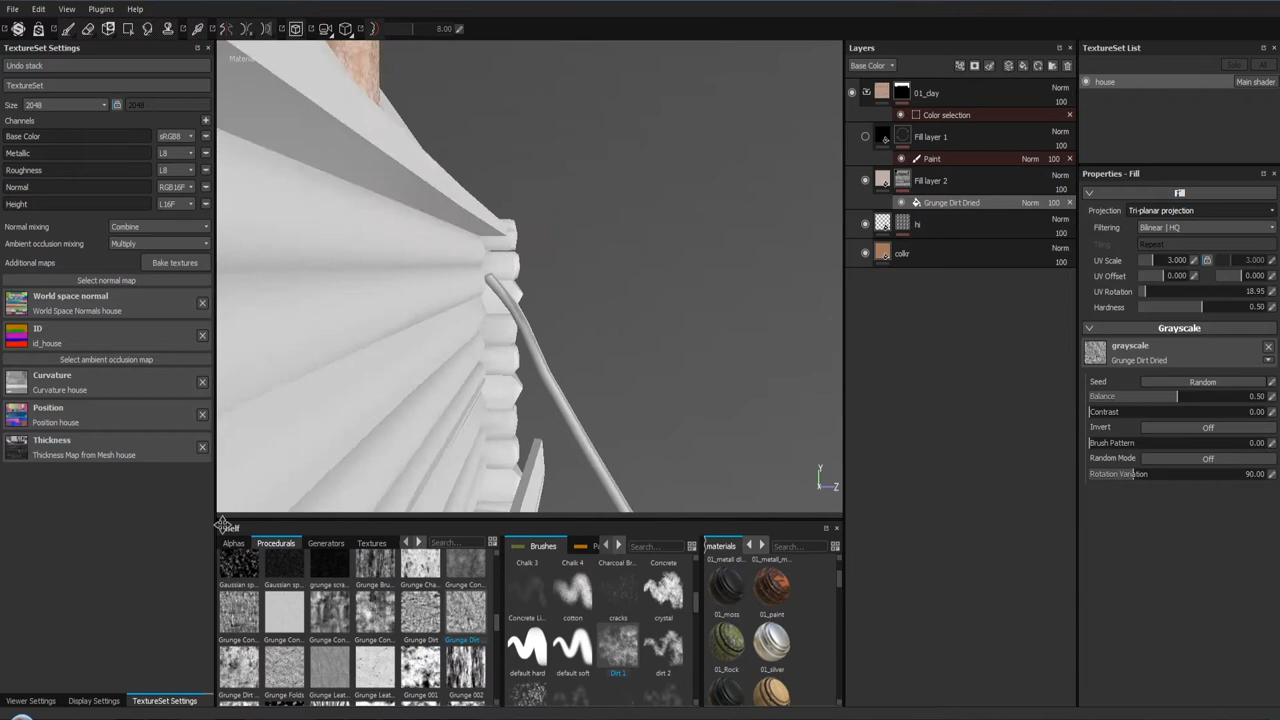 File Edit View Plugins Help
8.00
TextureSet Settings
Undo stack
TextureSet
Size 2048 2048
Channels
Base Color sRGB8
Metallic L8
Roughness L8
Normal RGB16F
Height L16F
Normal mixing Combine
Ambient occlusion mixing Multiply
Additional maps Bake textures
Select normal map
World space normal
World Space Normals house
ID
id_house
Select ambient occlusion map
Curvature
Curvature house
Position
Position house
Thickness
Thickness Map from Mesh house
Viewer Settings Display Settings TextureSet Settings
Y
Z
Alphas Procedurals Generators Textures Search...
Gaussian sp... Gaussian sp... grunge scra... Grunge Bru... Grunge Cha... Grunge Con...
Grunge Con... Grunge Con... Grunge Con... Grunge Con... Grunge Dirt Grunge Dirt ...
Grunge Dirt ... Grunge Folds Grunge Leat... Grunge Leat... Grunge 001 Grunge 002
Brushes Search...
Chalk 3 Chalk 4 Charcoal Br... Concrete
Concrete Li... cotton cracks crystal
default hard default soft Dirt 1 dirt 2
materials Search...
01_metall di... 01_metall_m...
01_moss 01_paint
01_Rock 01_silver
Layers
Base Color
01_clay Norm
100
Color selection
Fill layer 1 Norm
100
Paint Norm 100
Fill layer 2 Norm
100
Grunge Dirt Dried Norm 100
hi Norm
100
colkr Norm
100
TextureSet List
Solo All
house Main shader
Properties - Fill
Fill
Projection Tri-planar projection
Filtering Bilinear | HQ
Tiling Repeat
UV Scale 3.000 3.000
UV Offset 0.000 0.000
UV Rotation 18.95
Hardness 0.50
Grayscale
grayscale
Grunge Dirt Dried
Seed Random
Balance 0.50
Contrast 0.00
Invert Off
Brush Pattern 0.00
Random Mode Off
Rotation Variation 90.00